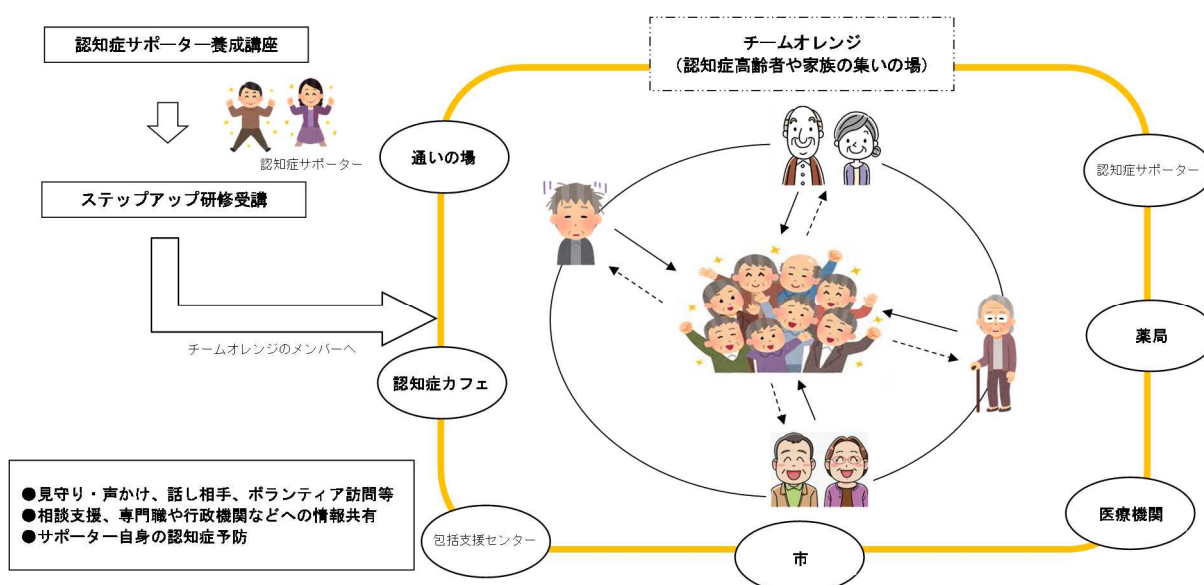 認知症サポーター養成講座
認知症サポーター
ステップアップ研修受講
チームオレンジのメンバーへ
●見守り・声かけ、話し相手、ボランティア訪問等
●相談支援、専門職や行政機関などへの情報共有
●サポーター自身の認知症予防
チームオレンジ
（認知症高齢者や家族の集いの場）
通いの場
認知症サポーター
薬局
認知症カフェ
医療機関
包括支援センター
市